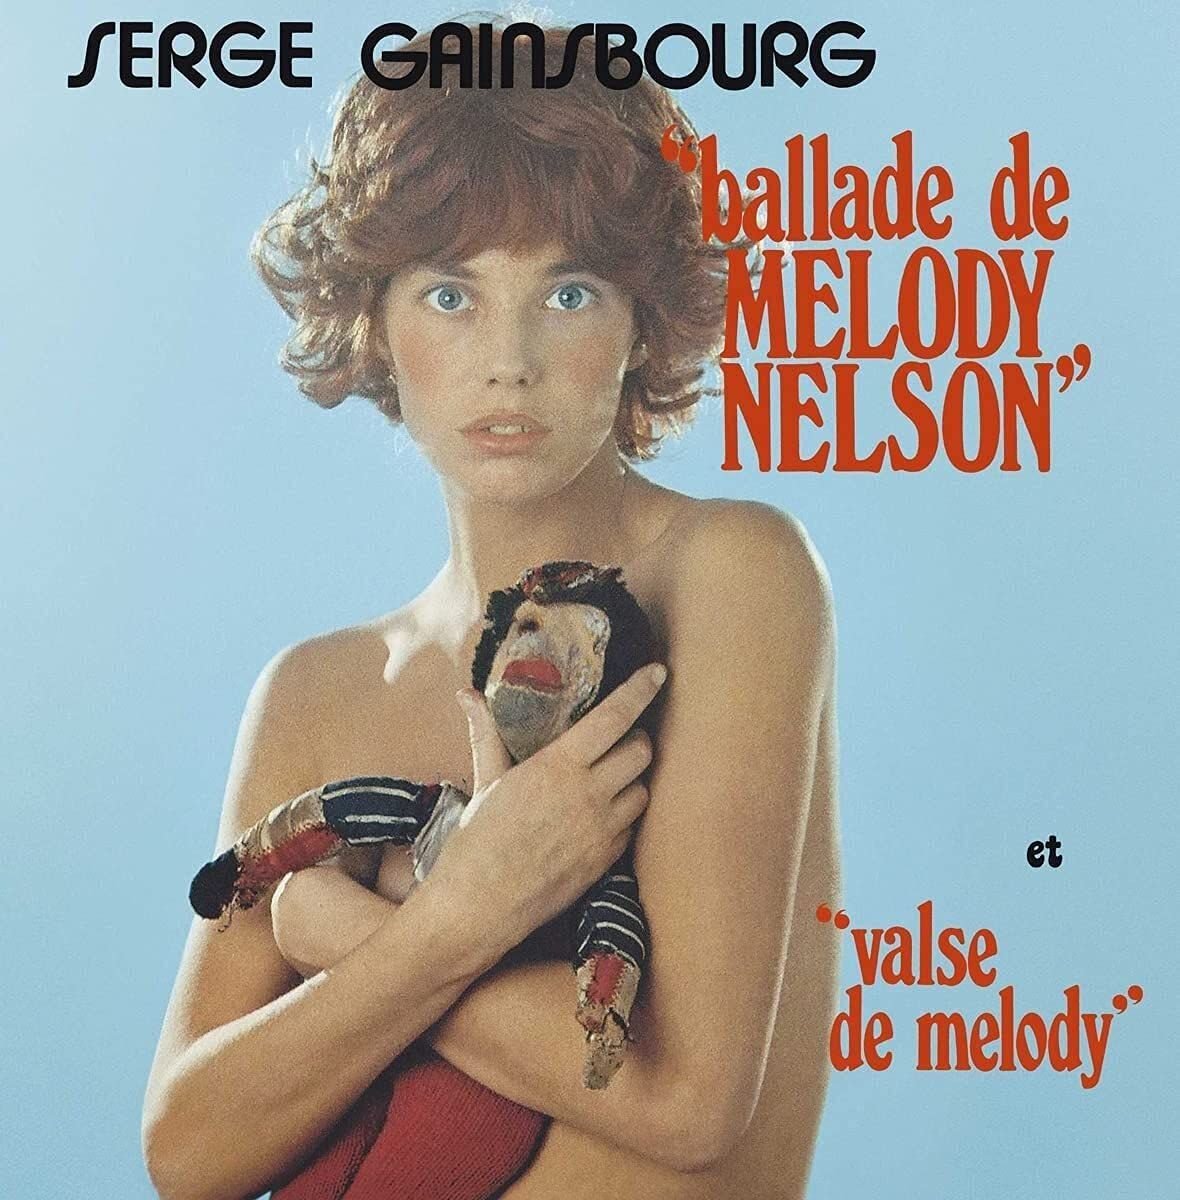 SERGE GAINSBOURG
“ballade de
MELODY
NELSON”
et
“valse
de melody”